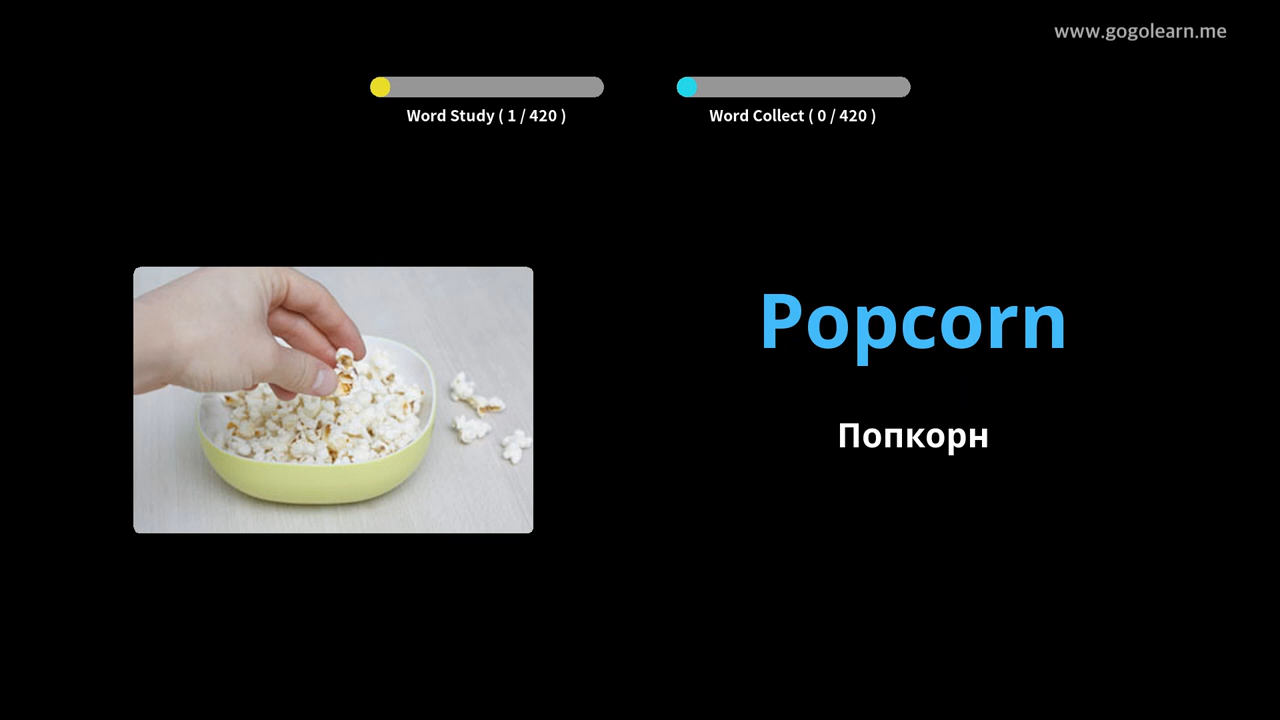 www.gogolearn.me
Word Study ( 1 / 420 )
Word Collect ( 0 / 420 )
Popcorn
Попкорн